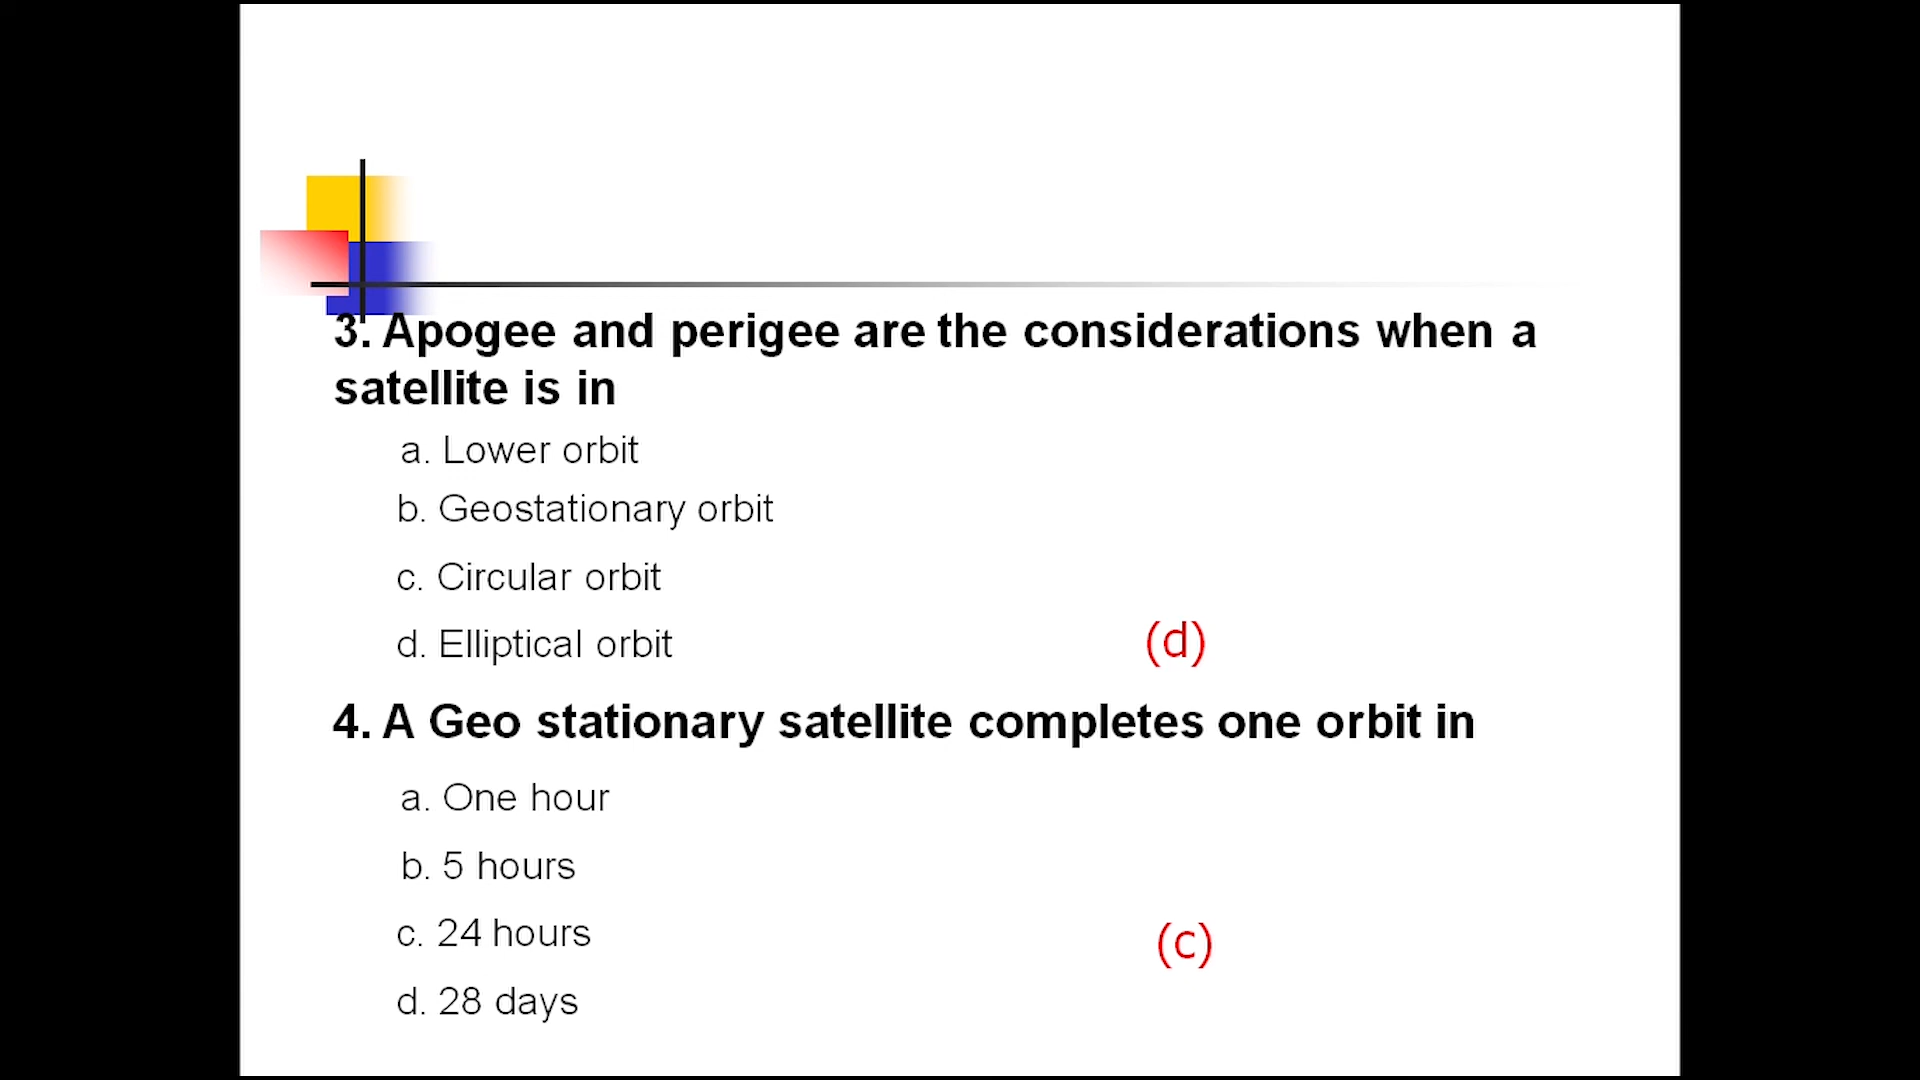 3. Apogee and perigee are the considerations when a
satellite is in
a. Lower orbit
b. Geostationary orbit
c. Circular orbit
d. Elliptical orbit
(d)
4. A Geo stationary satellite completes one orbit in
a. One hour
b. 5 hours
c. 24 hours
(c)
d. 28 days